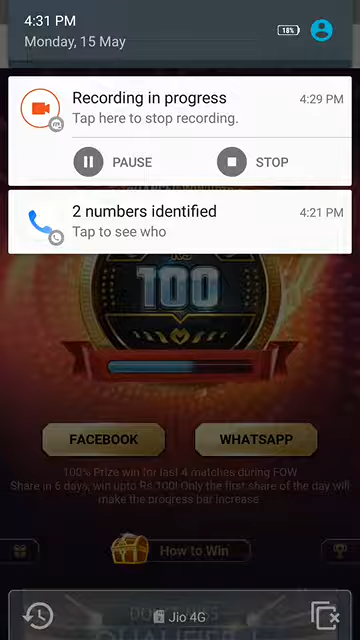 4:31 PM
18%
Monday, 15 May
Recording in progress
4:29 PM
Tap here to stop recording.
PAUSE
STOP
2 numbers identified
4:21 PM
Tap to see who
100
FACEBOOK
WHATSAPP
100% Prize win for last 4 matches during FOW
Share in 6 days, win upto Rs.100! Only the first share of the day will
make the progress bar increase
How to Win
Jio 4G